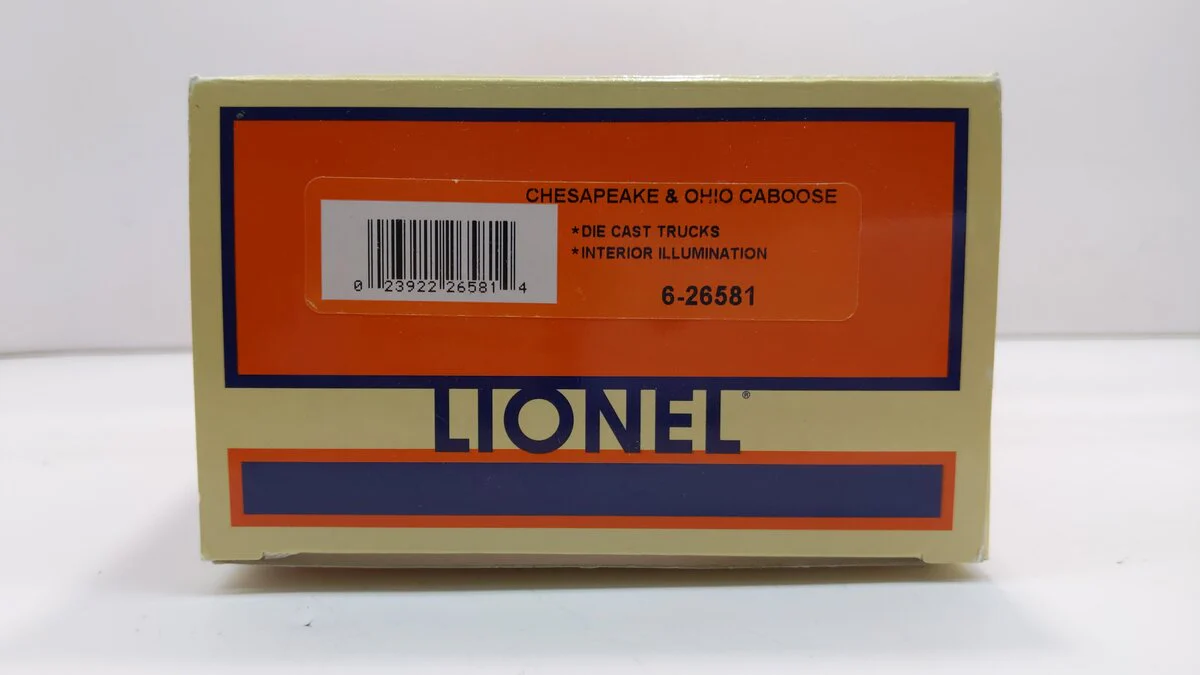 CHESAPEAKE & OHIO CABOOSE
*DIE CAST TRUCKS
*INTERIOR ILLUMINATION
0 23922 26581 4
6-26581
LIONEL®